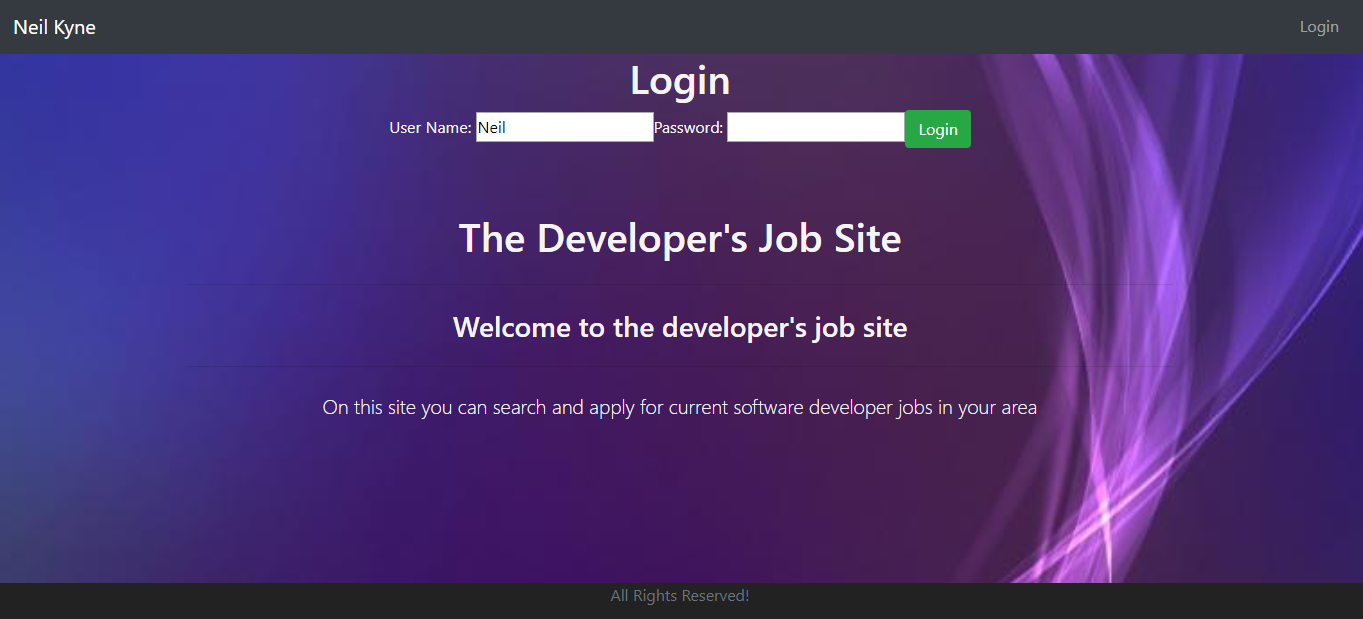 Neil Kyne Login
Login
User Name: Neil Password: Login
The Developer's Job Site
Welcome to the developer's job site
On this site you can search and apply for current software developer jobs in your area
All Rights Reserved!